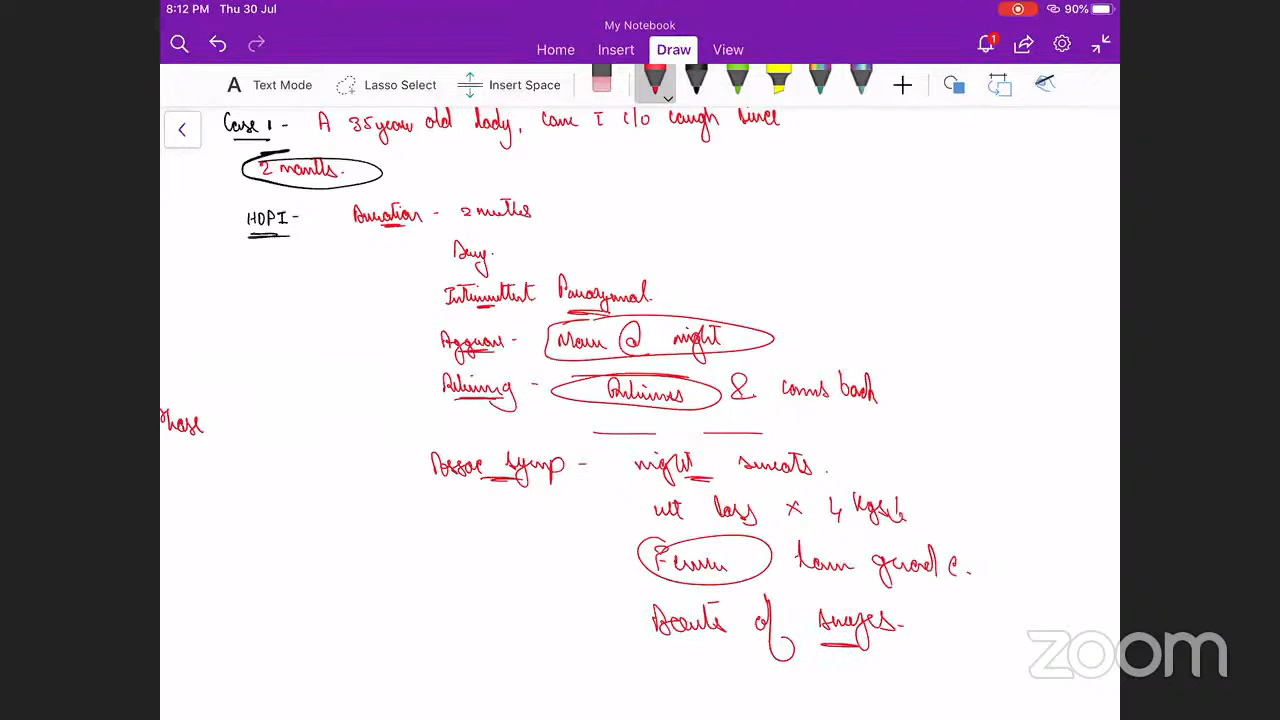 8:12 PM Thu 30 Jul 90%
My Notebook
Home Insert Draw View
1
A Text Mode Lasso Select Insert Space
Case 1 - A 35 year old lady, came c̄ c/o cough since
2 months.
HOPI - Duration - 2 months
Dry.
Intermittent Paroxysmal.
Aggrav - More @ night
Relieving - Relieves & comes back
Phase
Assoc symp - night sweats.
wt loss x 4 kgs
Fever low grade.
Bouts of
zoom